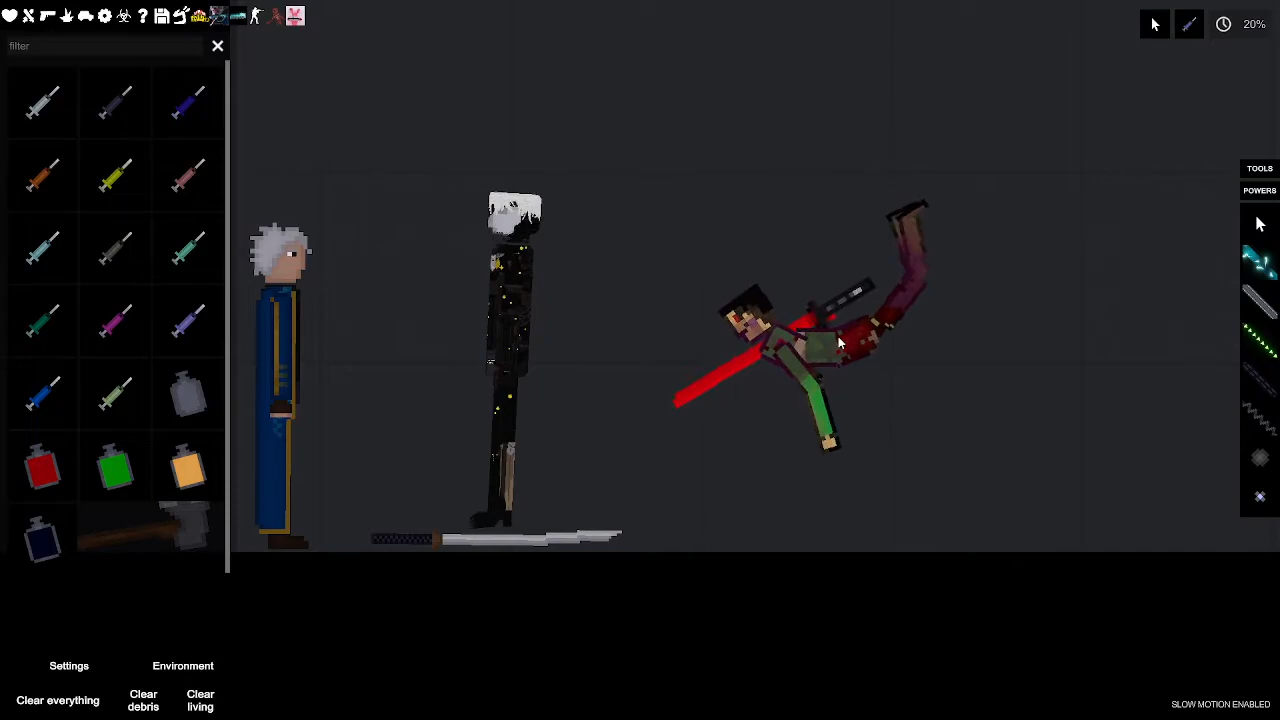 filter
20%
TOOLS
POWERS
Settings
Environment
Clear everything
Clear
debris
Clear
living
SLOW MOTION ENABLED